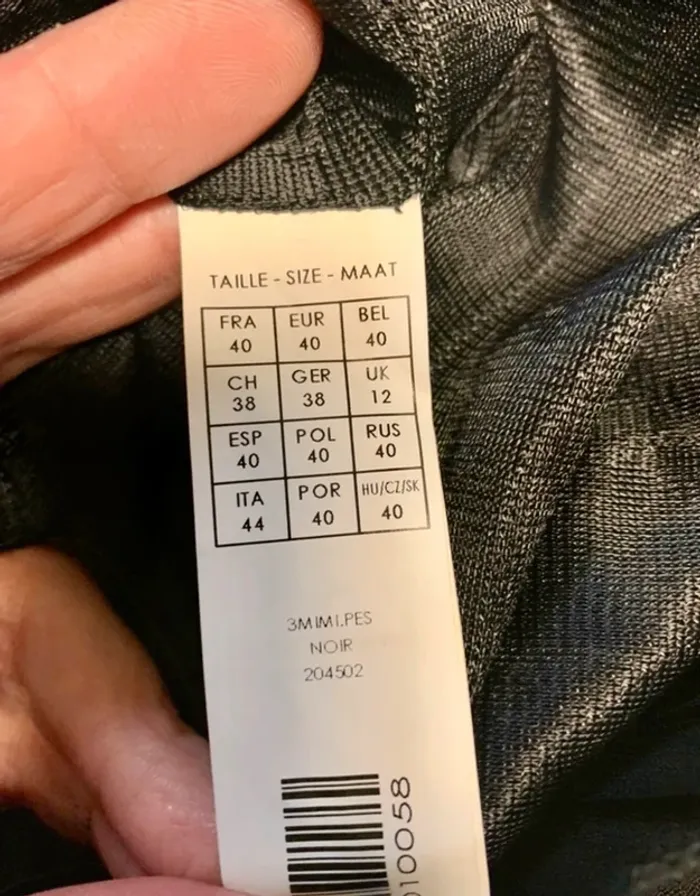 TAILLE - SIZE - MAAT
FRA EUR BEL
40 40 40
CH GER UK
38 38 12
ESP POL RUS
40 40 40
ITA POR HU/CZ/SK
44 40 40
3MIMI.PES
NOIR
204502
10058